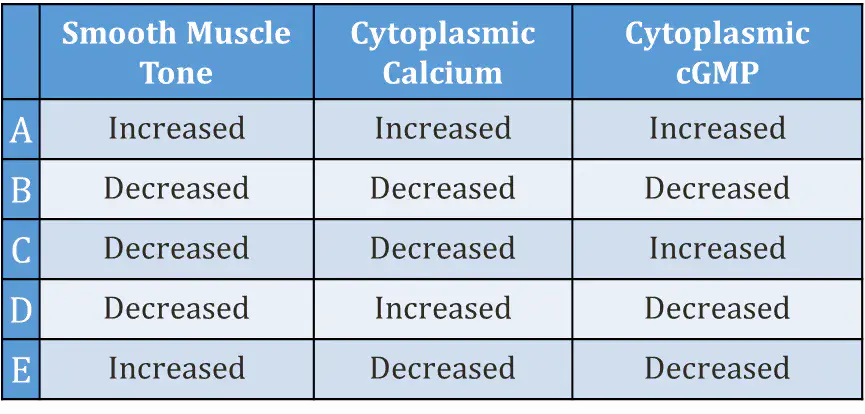 Smooth Muscle Tone Cytoplasmic Calcium Cytoplasmic cGMP
A Increased Increased Increased
B Decreased Decreased Decreased
C Decreased Decreased Increased
D Decreased Increased Decreased
E Increased Decreased Decreased